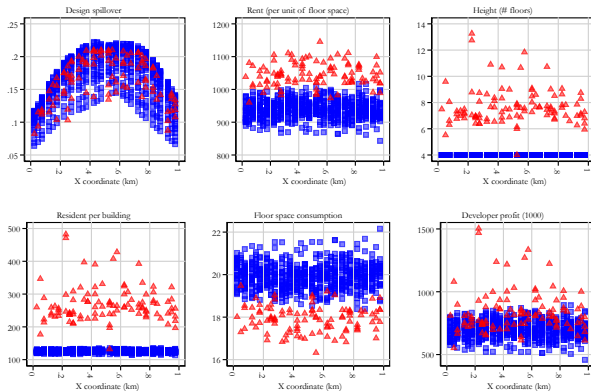 Design spillover
.25
.2
.15
.1
.05
0 .2 .4 .6 .8 1
X coordinate (km)
Rent (per unit of floor space)
1200
1100
1000
900
800
0 .2 .4 .6 .8 1
X coordinate (km)
Height (# floors)
14
12
10
8
6
4
0 .2 .4 .6 .8 1
X coordinate (km)
Resident per building
500
400
300
200
100
0 .2 .4 .6 .8 1
X coordinate (km)
Floor space consumption
22
20
18
16
0 .2 .4 .6 .8 1
X coordinate (km)
Developer profit (1000)
1500
1000
500
0 .2 .4 .6 .8 1
X coordinate (km)